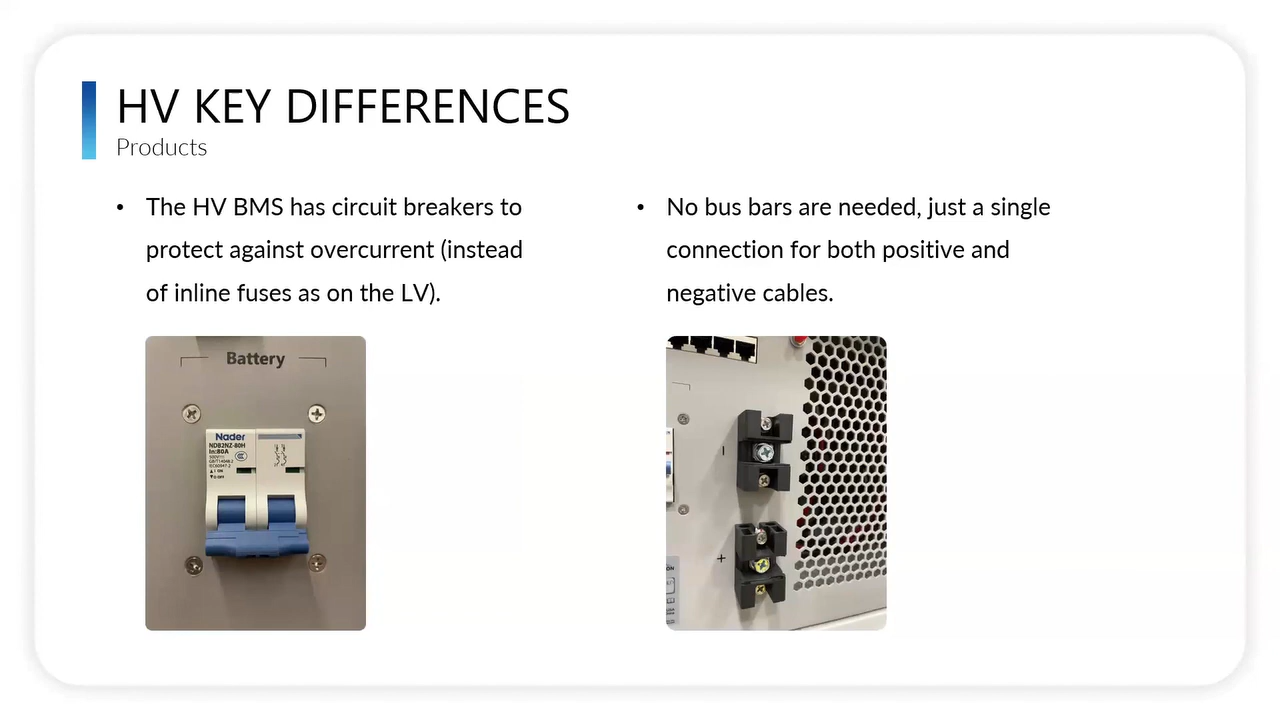 HV KEY DIFFERENCES
Products
• The HV BMS has circuit breakers to
protect against overcurrent (instead
of inline fuses as on the LV).
• No bus bars are needed, just a single
connection for both positive and
negative cables.
Battery
Nader
NDB2NZ-80H
In:80A
+